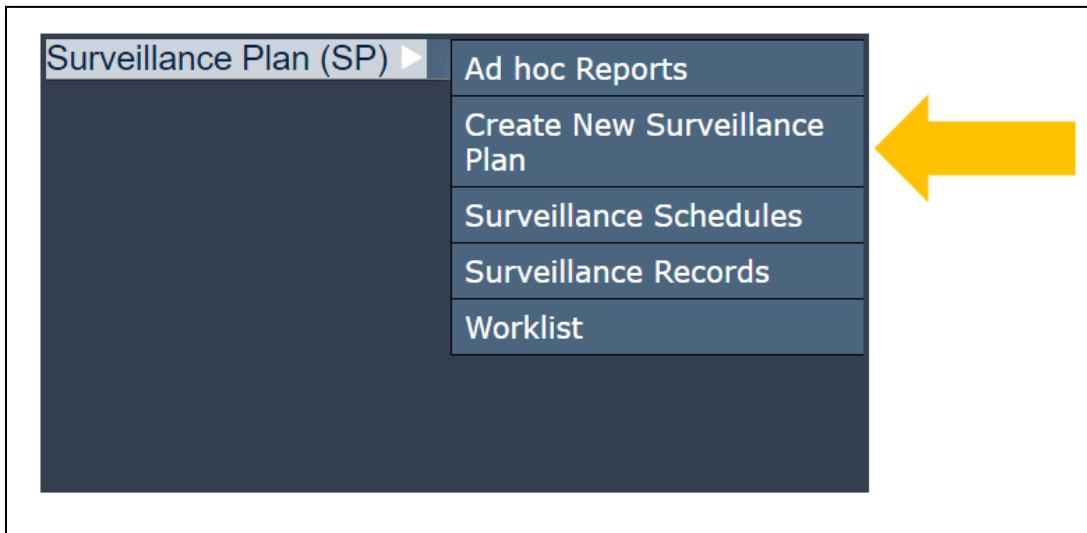 Surveillance Plan (SP)
Ad hoc Reports
Create New Surveillance
Plan
Surveillance Schedules
Surveillance Records
Worklist